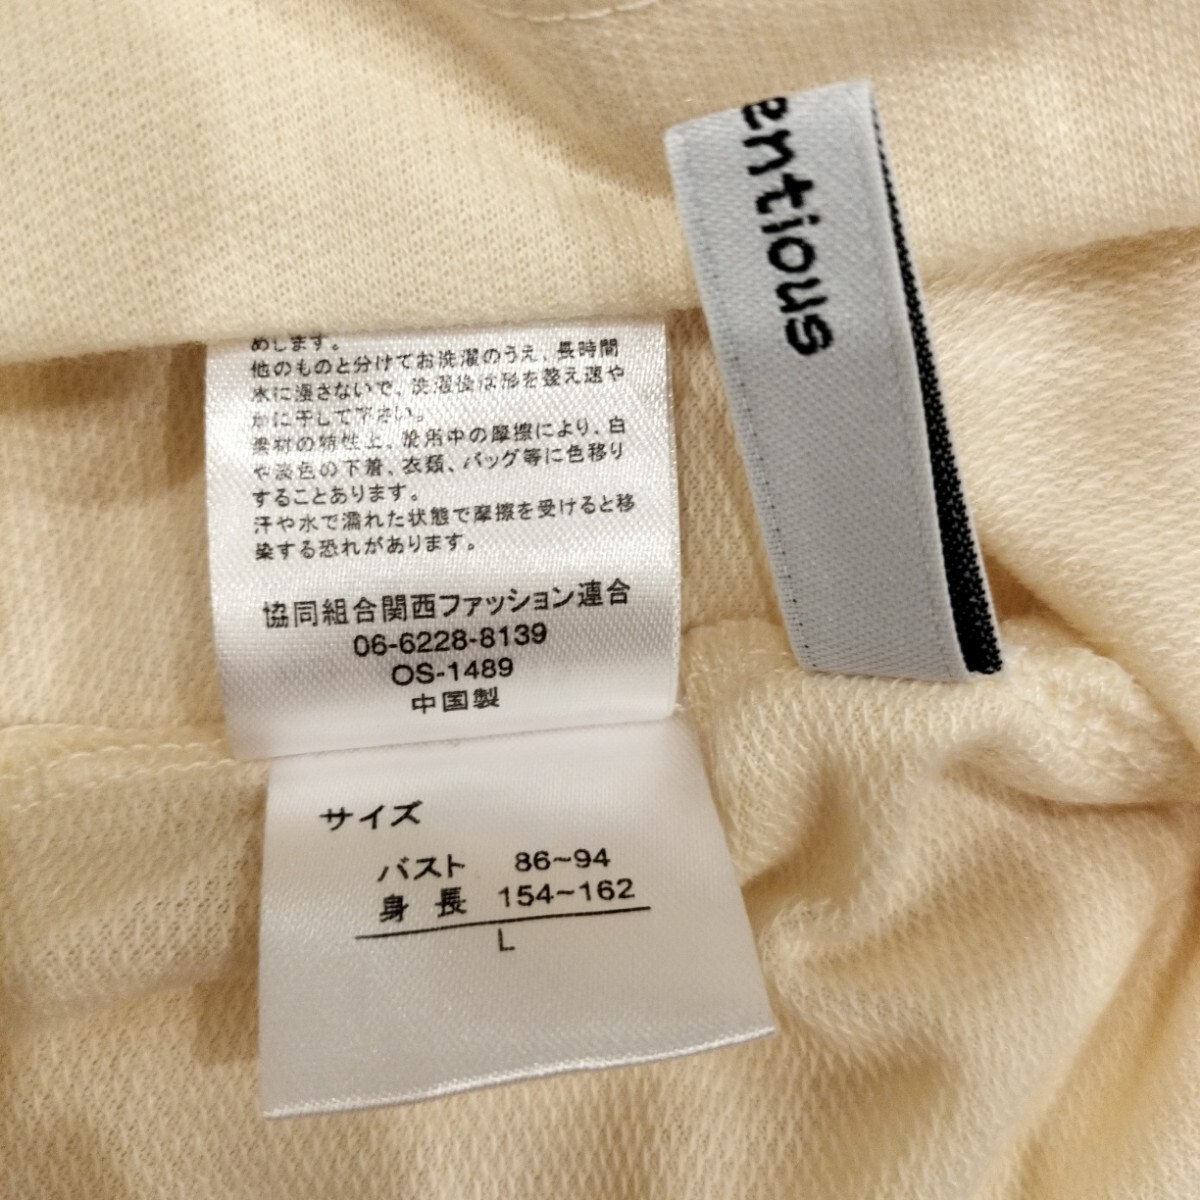 entious
めします。
他のものと分けてお洗濯のうえ、長時間
水に浸さないで、洗濯後は形を整え速や
かに干して下さい。
素材の特性上、着用中の摩擦により、白
や淡色の下着、衣類、バッグ等に色移り
することあります。
汗や水で濡れた状態で摩擦を受けると移
染する恐れがあります。
協同組合関西ファッション連合
06-6228-8139
OS-1489
中国製
サイズ
バスト 86~94
身長 154~162
L